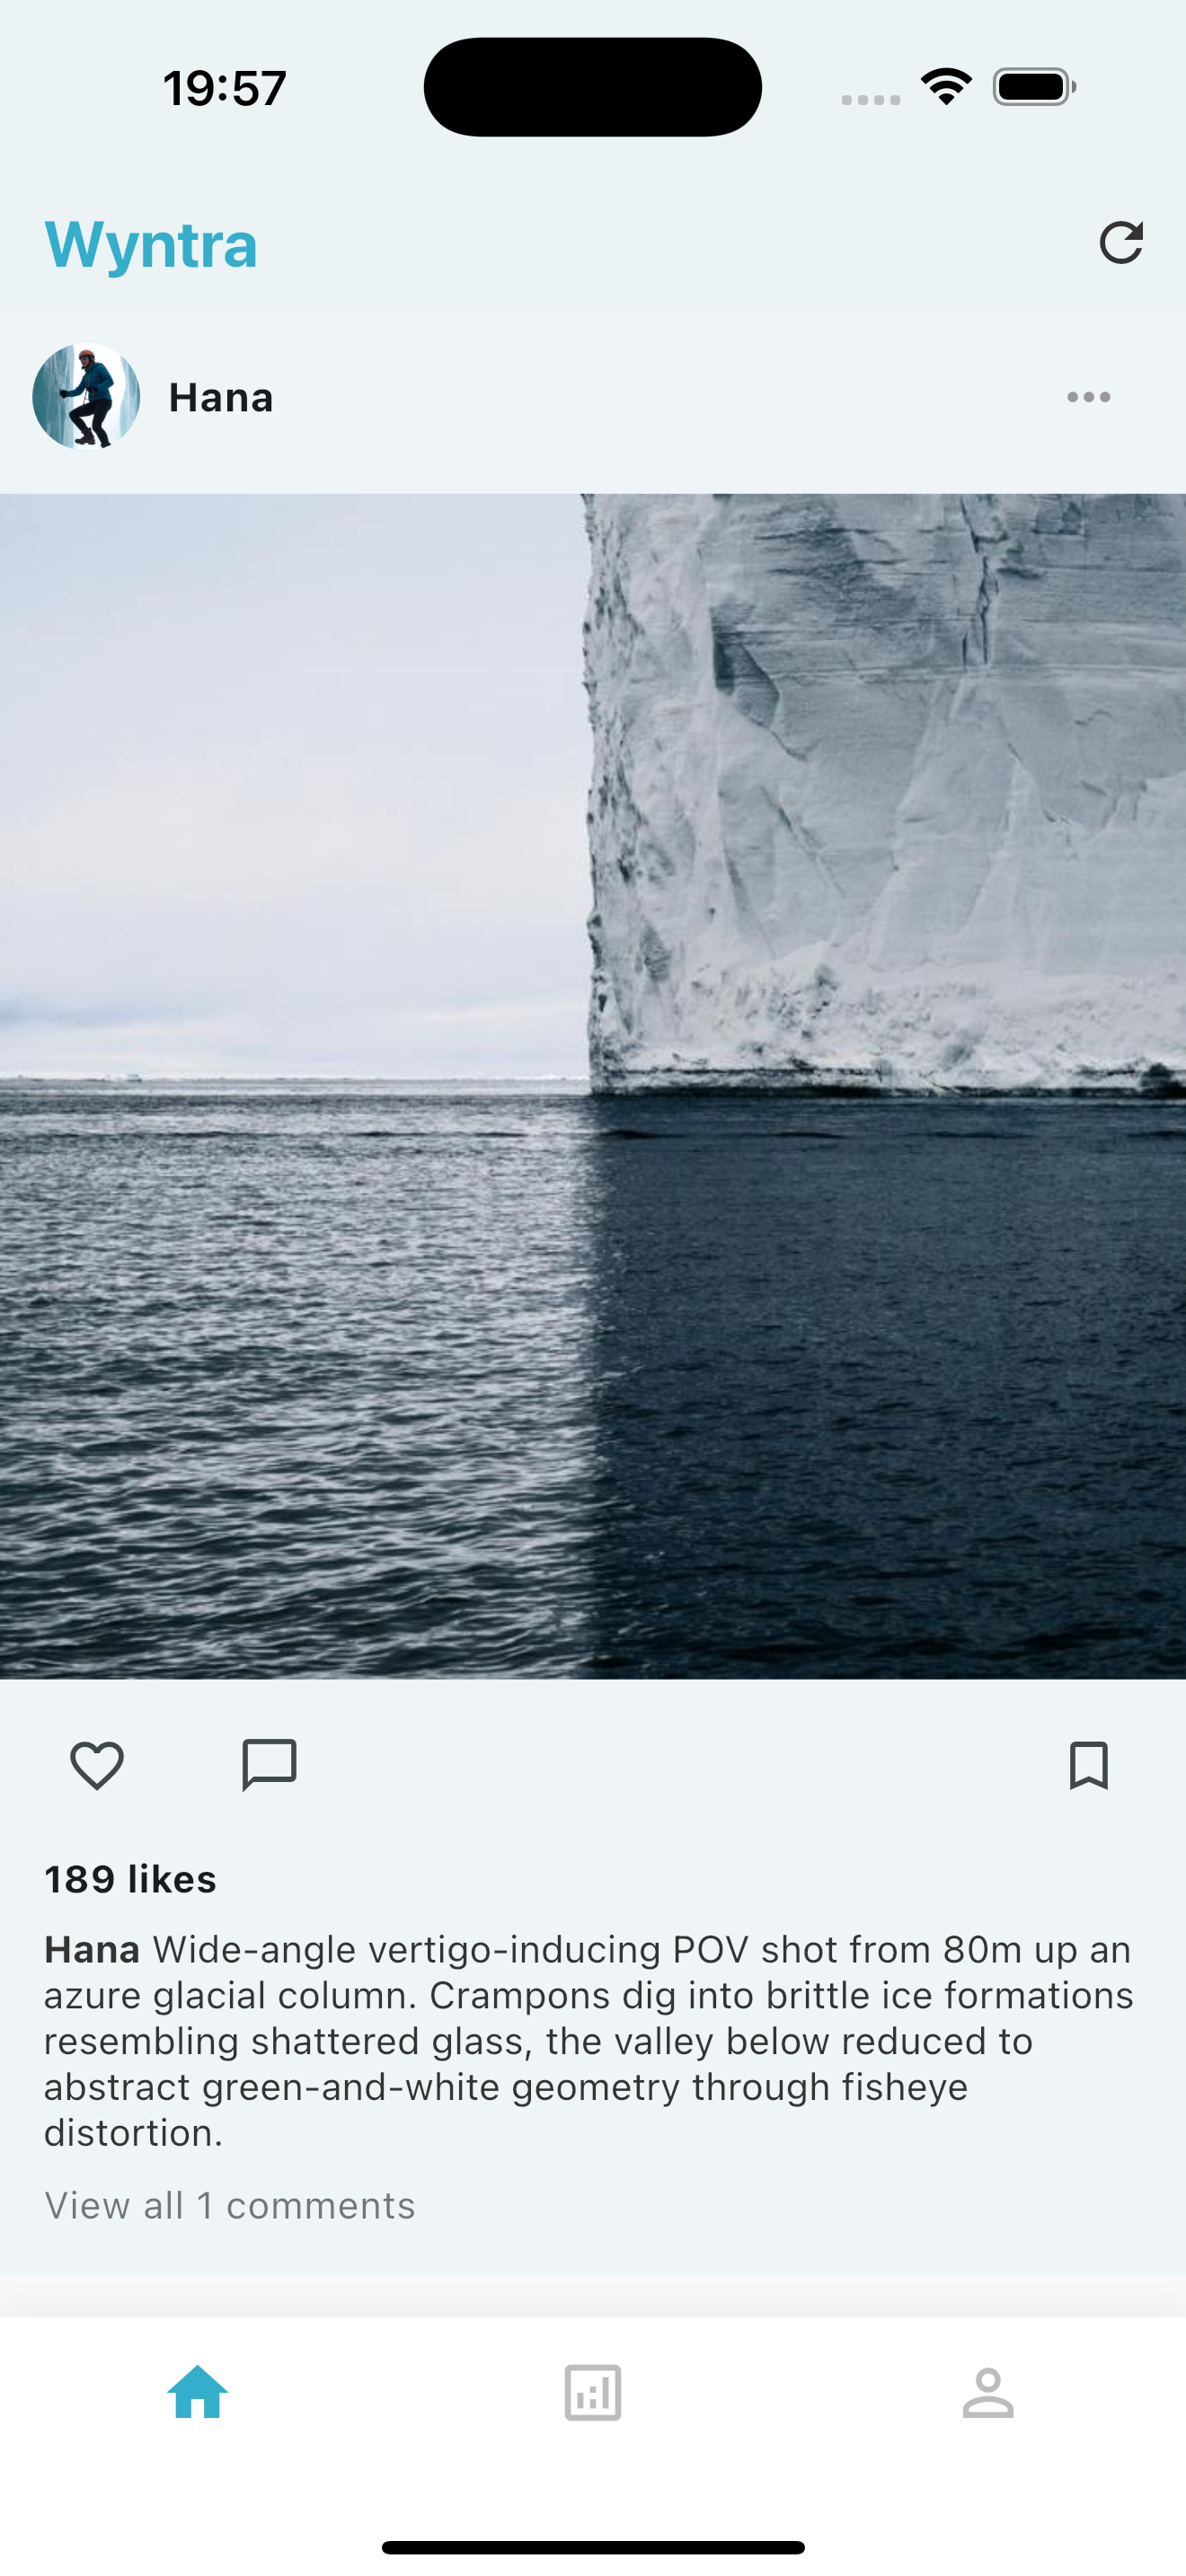 19:57
Wyntra
Hana
189 likes
Hana Wide-angle vertigo-inducing POV shot from 80m up an
azure glacial column. Crampons dig into brittle ice formations
resembling shattered glass, the valley below reduced to
abstract green-and-white geometry through fisheye
distortion.
View all 1 comments